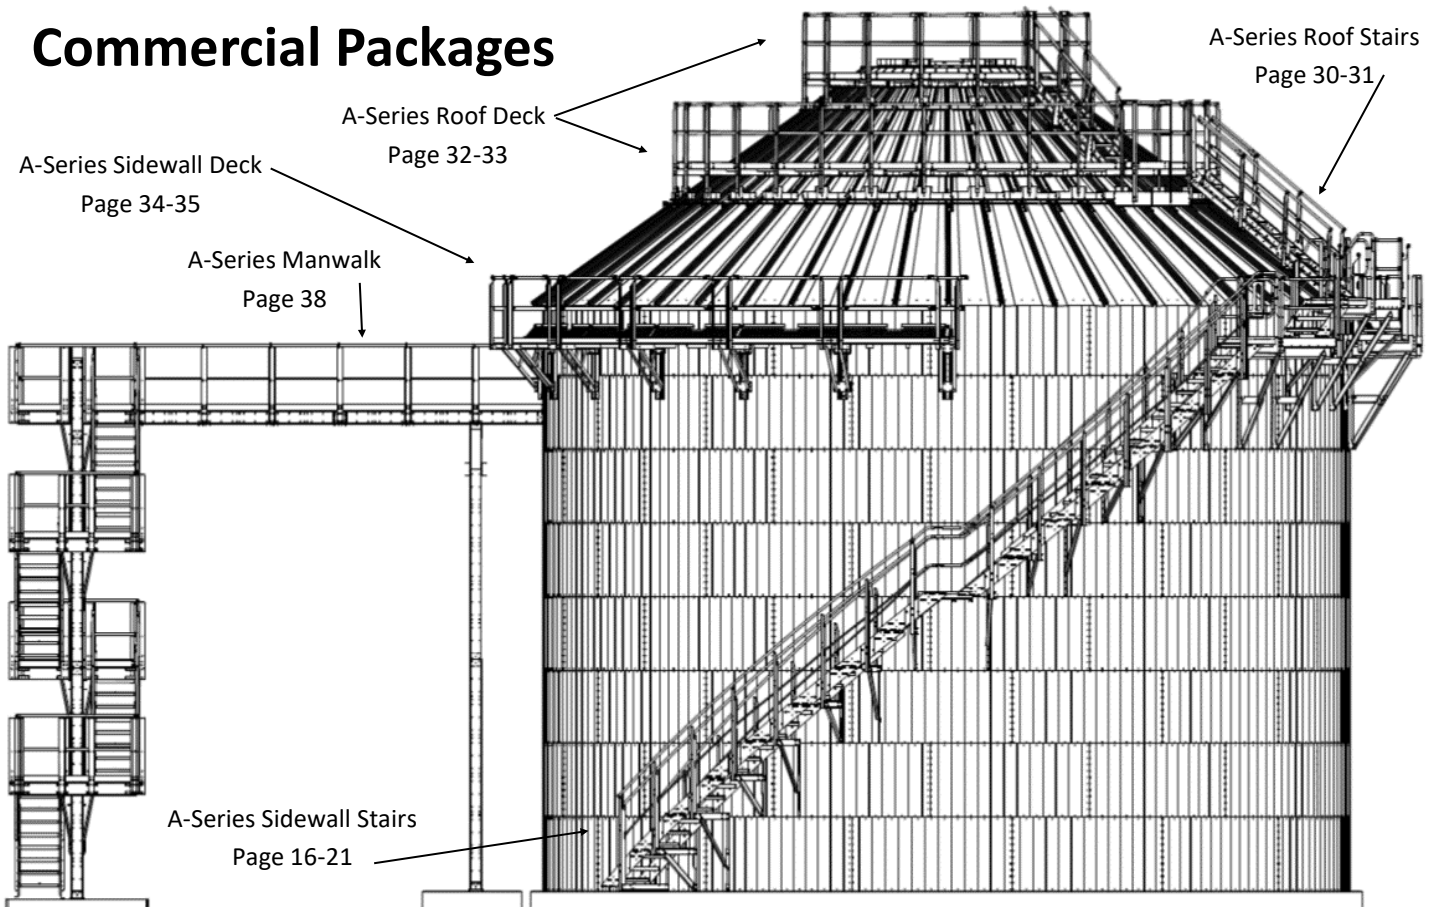 Commercial Packages
A-Series Roof Stairs
Page 30-31
A-Series Roof Deck
Page 32-33
A-Series Sidewall Deck
Page 34-35
A-Series Manwalk
Page 38
A-Series Sidewall Stairs
Page 16-21